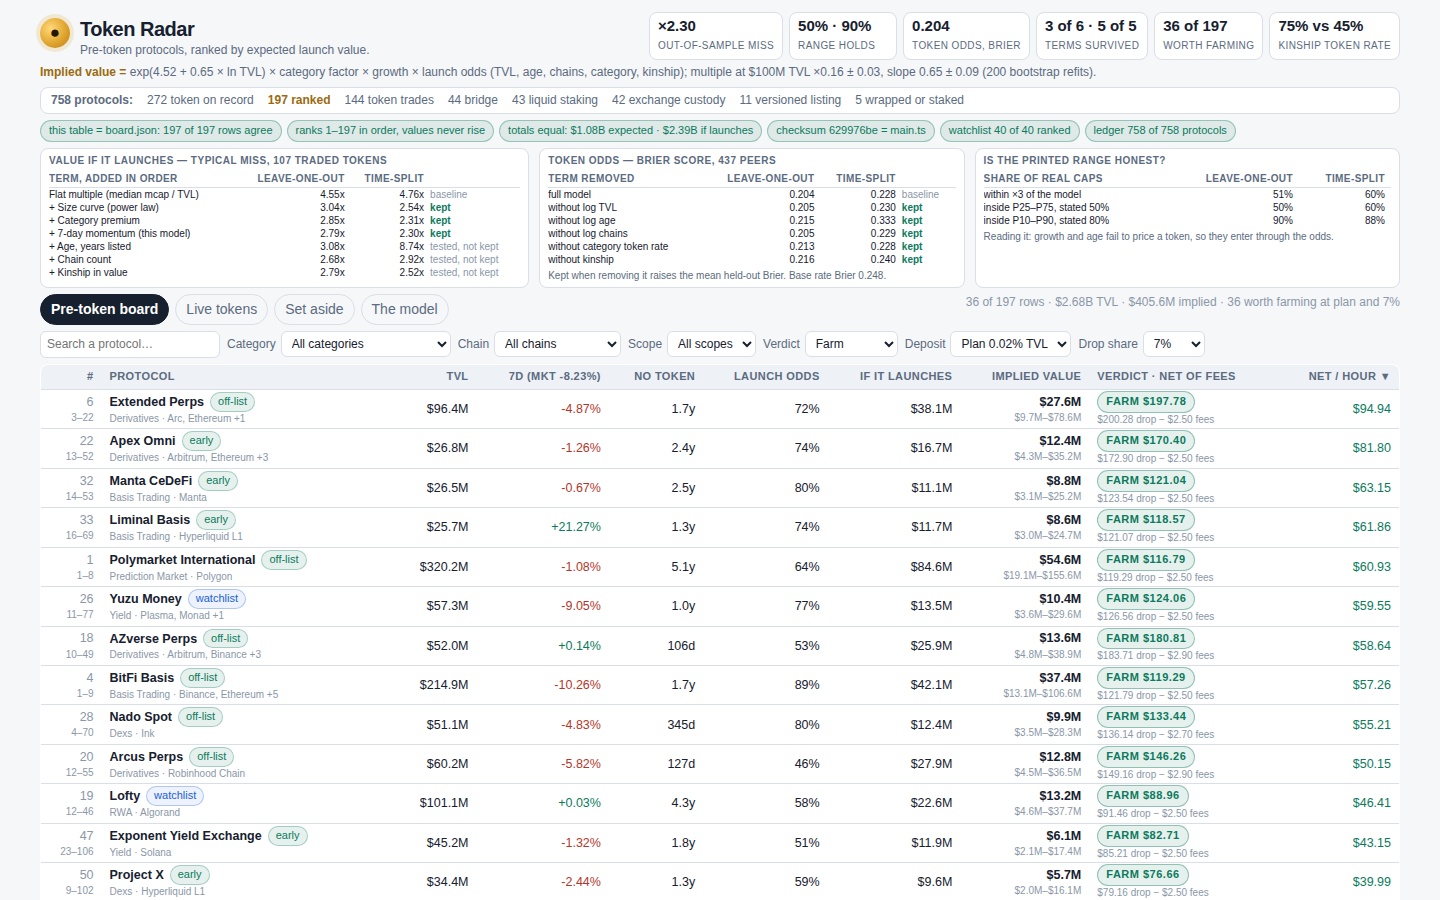 Token Radar
Pre-token protocols, ranked by expected launch value.
×2.30
OUT-OF-SAMPLE MISS
50% · 90%
RANGE HOLDS
0.204
TOKEN ODDS, BRIER
3 of 6 · 5 of 5
TERMS SURVIVED
36 of 197
WORTH FARMING
75% vs 45%
KINSHIP TOKEN RATE
Implied value = exp(4.52 + 0.65 × ln TVL) × category factor × growth × launch odds (TVL, age, chains, category, kinship); multiple at $100M TVL ×0.16 ± 0.03, slope 0.65 ± 0.09 (200 bootstrap refits).
758 protocols: 272 token on record 197 ranked 144 token trades 44 bridge 43 liquid staking 42 exchange custody 11 versioned listing 5 wrapped or staked
this table = board.json: 197 of 197 rows agree ranks 1–197 in order, values never rise totals equal: $1.08B expected · $2.39B if launches checksum 629976be = main.ts watchlist 40 of 40 ranked ledger 758 of 758 protocols
VALUE IF IT LAUNCHES — TYPICAL MISS, 107 TRADED TOKENS
TERM, ADDED IN ORDER LEAVE-ONE-OUT TIME-SPLIT
Flat multiple (median mcap / TVL) 4.55x 4.76x baseline
+ Size curve (power law) 3.04x 2.54x kept
+ Category premium 2.85x 2.31x kept
+ 7-day momentum (this model) 2.79x 2.30x kept
+ Age, years listed 3.08x 8.74x tested, not kept
+ Chain count 2.68x 2.92x tested, not kept
+ Kinship in value 2.79x 2.52x tested, not kept
TOKEN ODDS — BRIER SCORE, 437 PEERS
TERM REMOVED LEAVE-ONE-OUT TIME-SPLIT
full model 0.204 0.228 baseline
without log TVL 0.205 0.230 kept
without log age 0.215 0.333 kept
without log chains 0.205 0.229 kept
without category token rate 0.213 0.228 kept
without kinship 0.216 0.240 kept
Kept when removing it raises the mean held-out Brier. Base rate Brier 0.248.
IS THE PRINTED RANGE HONEST?
SHARE OF REAL CAPS LEAVE-ONE-OUT TIME-SPLIT
within ×3 of the model 51% 60%
inside P25–P75, stated 50% 50% 60%
inside P10–P90, stated 80% 90% 88%
Reading it: growth and age fail to price a token, so they enter through the odds.
Pre-token board Live tokens Set aside The model
36 of 197 rows · $2.68B TVL · $405.6M implied · 36 worth farming at plan and 7%
Search a protocol… Category All categories Chain All chains Scope All scopes Verdict Farm Deposit Plan 0.02% TVL Drop share 7%
# PROTOCOL TVL 7D (MKT -8.23%) NO TOKEN LAUNCH ODDS IF IT LAUNCHES IMPLIED VALUE VERDICT · NET OF FEES NET / HOUR ▼
6 Extended Perps off-list $96.4M -4.87% 1.7y 72% $38.1M $27.6M FARM $197.78 $94.94
3–22 Derivatives · Arc, Ethereum +1 $9.7M–$78.6M $200.28 drop − $2.50 fees
22 Apex Omni early $26.8M -1.26% 2.4y 74% $16.7M $12.4M FARM $170.40 $81.80
13–52 Derivatives · Arbitrum, Ethereum +3 $4.3M–$35.2M $172.90 drop − $2.50 fees
32 Manta CeDeFi early $26.5M -0.67% 2.5y 80% $11.1M $8.8M FARM $121.04 $63.15
14–53 Basis Trading · Manta $3.1M–$25.2M $123.54 drop − $2.50 fees
33 Liminal Basis early $25.7M +21.27% 1.3y 74% $11.7M $8.6M FARM $118.57 $61.86
16–69 Basis Trading · Hyperliquid L1 $3.0M–$24.7M $121.07 drop − $2.50 fees
1 Polymarket International off-list $320.2M -1.08% 5.1y 64% $84.6M $54.6M FARM $116.79 $60.93
1–8 Prediction Market · Polygon $19.1M–$155.6M $119.29 drop − $2.50 fees
26 Yuzu Money watchlist $57.3M -9.05% 1.0y 77% $13.5M $10.4M FARM $124.06 $59.55
11–77 Yield · Plasma, Monad +1 $3.6M–$29.6M $126.56 drop − $2.50 fees
18 AZverse Perps off-list $52.0M +0.14% 106d 53% $25.9M $13.6M FARM $180.81 $58.64
10–49 Derivatives · Arbitrum, Binance +3 $4.8M–$38.9M $183.71 drop − $2.90 fees
4 BitFi Basis off-list $214.9M -10.26% 1.7y 89% $42.1M $37.4M FARM $119.29 $57.26
1–9 Basis Trading · Binance, Ethereum +5 $13.1M–$106.6M $121.79 drop − $2.50 fees
28 Nado Spot off-list $51.1M -4.83% 345d 80% $12.4M $9.9M FARM $133.44 $55.21
4–70 Dexs · Ink $3.5M–$28.3M $136.14 drop − $2.70 fees
20 Arcus Perps off-list $60.2M -5.82% 127d 46% $27.9M $12.8M FARM $146.26 $50.15
12–55 Derivatives · Robinhood Chain $4.5M–$36.5M $149.16 drop − $2.90 fees
19 Lofty watchlist $101.1M +0.03% 4.3y 58% $22.6M $13.2M FARM $88.96 $46.41
12–46 RWA · Algorand $4.6M–$37.7M $91.46 drop − $2.50 fees
47 Exponent Yield Exchange early $45.2M -1.32% 1.8y 51% $11.9M $6.1M FARM $82.71 $43.15
23–106 Yield · Solana $2.1M–$17.4M $85.21 drop − $2.50 fees
50 Project X early $34.4M -2.44% 1.3y 59% $9.6M $5.7M FARM $76.66 $39.99
9–102 Dexs · Hyperliquid L1 $2.0M–$16.1M $79.16 drop − $2.50 fees